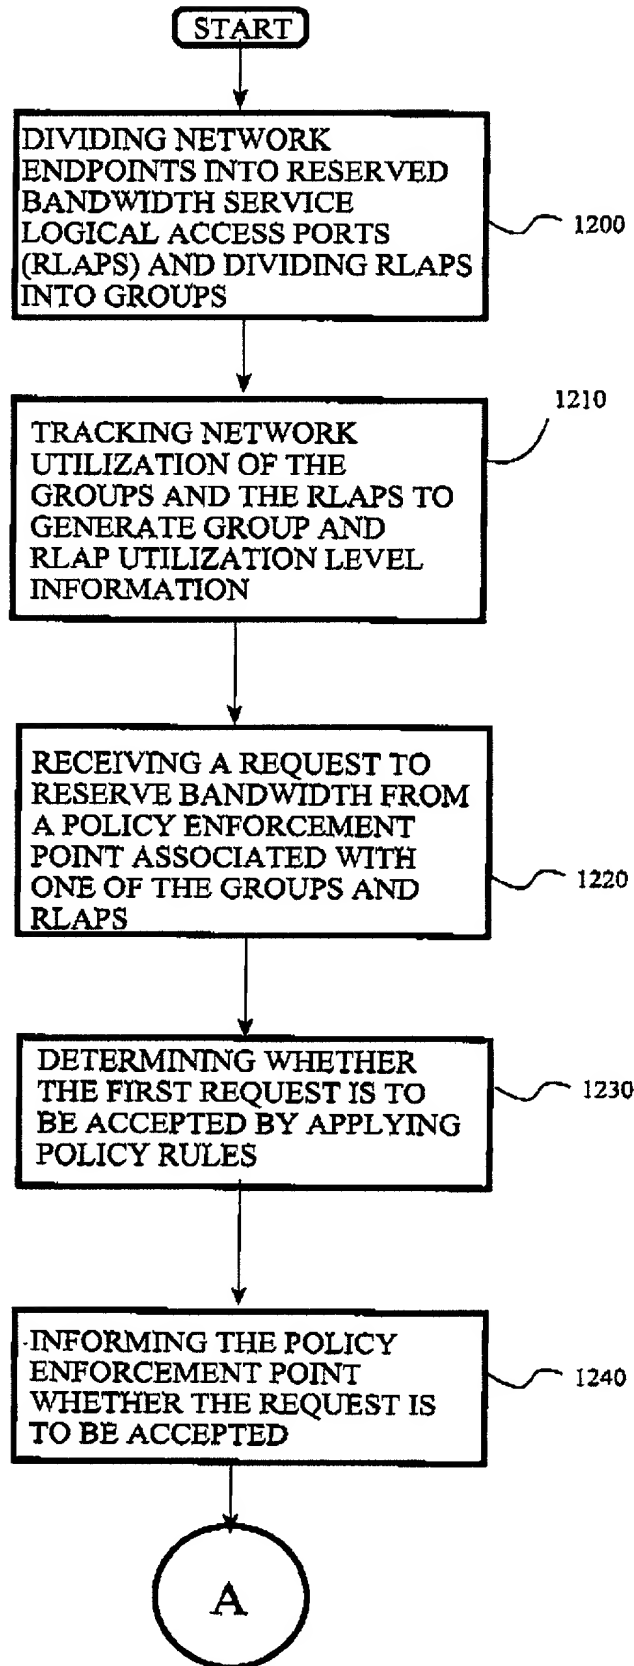 START
DIVIDING NETWORK
ENDPOINTS INTO RESERVED
BANDWIDTH SERVICE
LOGICAL ACCESS PORTS
(RLAPS) AND DIVIDING RLAPS
INTO GROUPS
1200
TRACKING NETWORK
UTILIZATION OF THE
GROUPS AND THE RLAPS TO
GENERATE GROUP AND
RLAP UTILIZATION LEVEL
INFORMATION
1210
RECEIVING A REQUEST TO
RESERVE BANDWIDTH FROM
A POLICY ENFORCEMENT
POINT ASSOCIATED WITH
ONE OF THE GROUPS AND
RLAPS
1220
DETERMINING WHETHER
THE FIRST REQUEST IS TO
BE ACCEPTED BY APPLYING
POLICY RULES
1230
INFORMING THE POLICY
ENFORCEMENT POINT
WHETHER THE REQUEST IS
TO BE ACCEPTED
1240
A